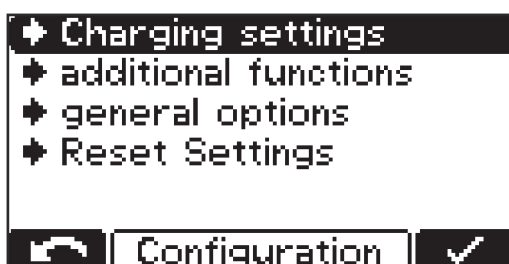 Charging settings
additional functions
general options
Reset Settings
Configuration